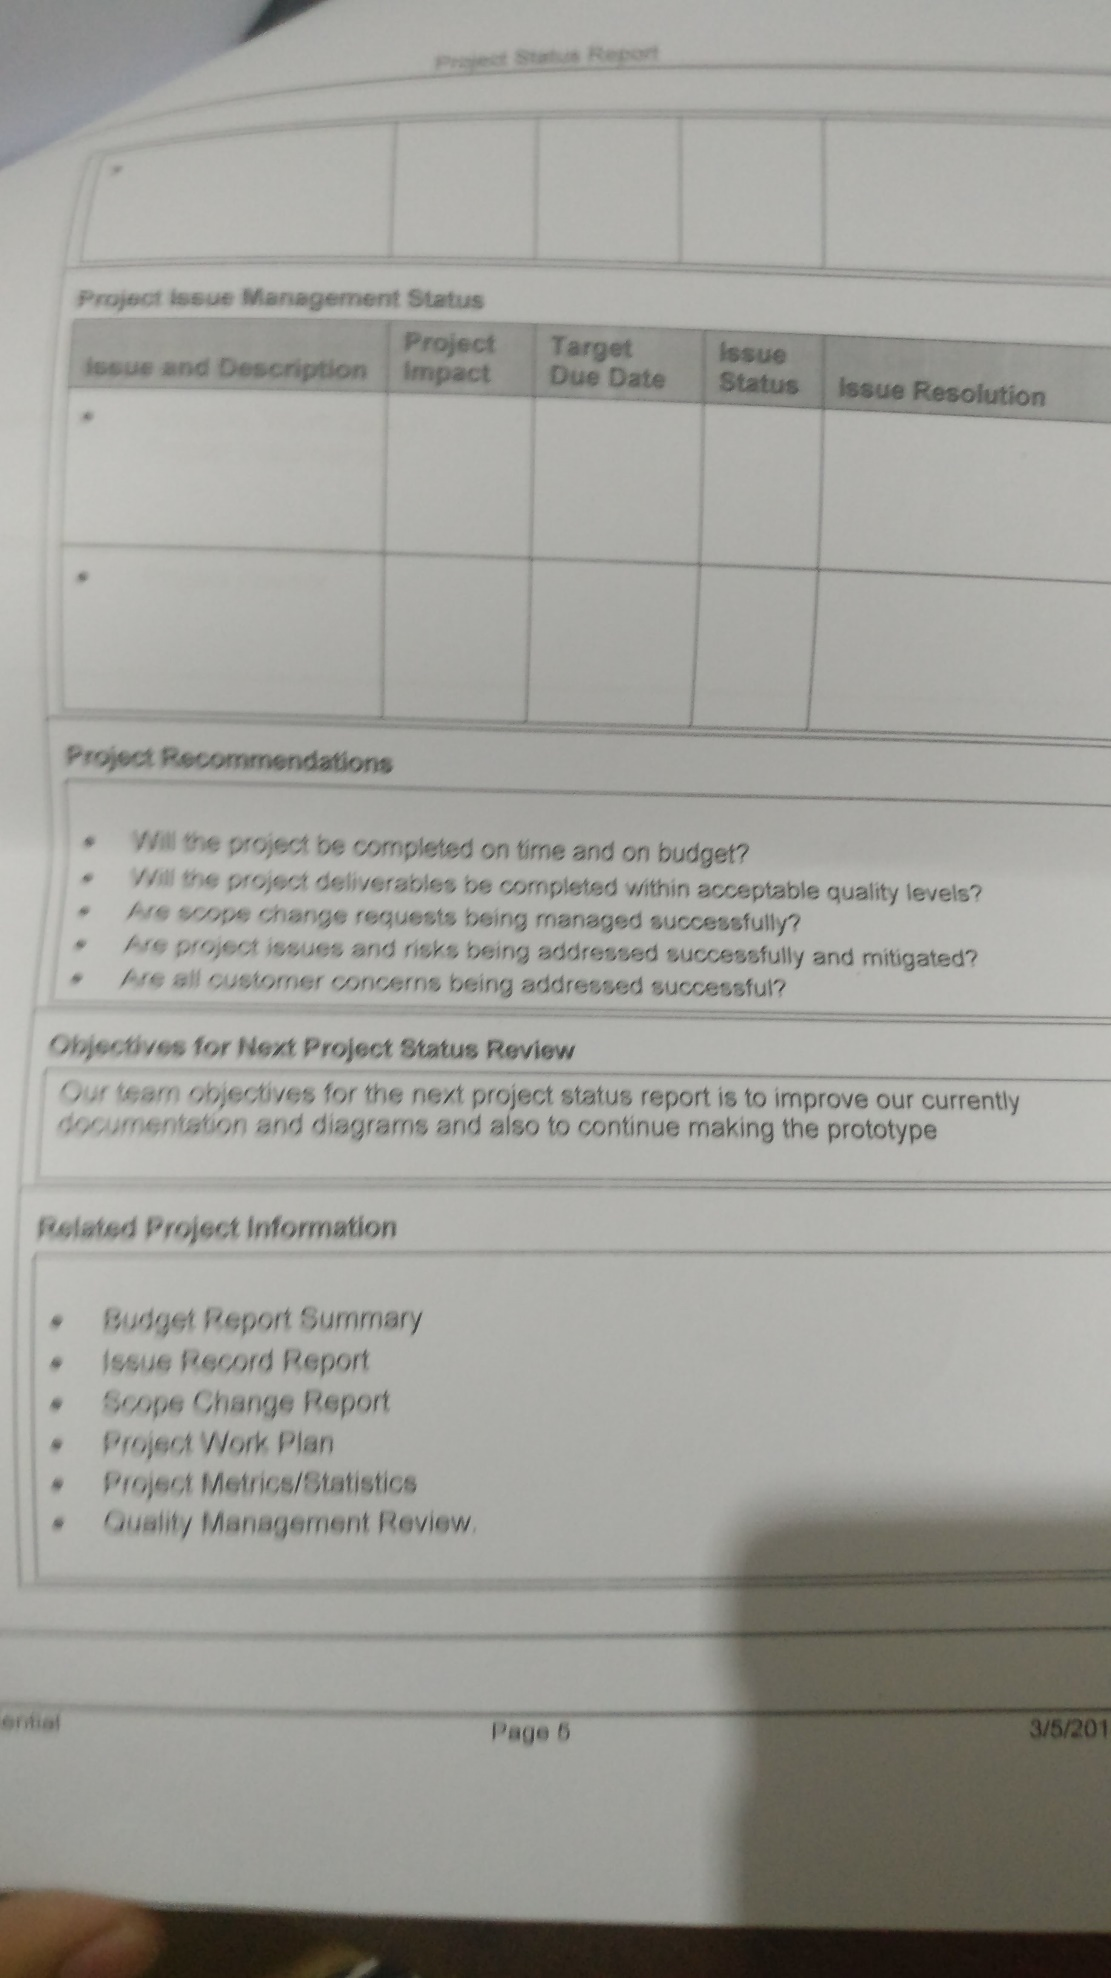 Project Status Report
Project Issue Management Status
Issue and Description
Project
Impact
Target
Due Date
Issue
Status
Issue Resolution
Project Recommendations
• Will the project be completed on time and on budget?
• Will the project deliverables be completed within acceptable quality levels?
• Are scope change requests being managed successfully?
• Are project issues and risks being addressed successfully and mitigated?
• Are all customer concerns being addressed successful?
Objectives for Next Project Status Review
Our team objectives for the next project status report is to improve our currently
documentation and diagrams and also to continue making the prototype
Related Project Information
• Budget Report Summary
• Issue Record Report
• Scope Change Report
• Project Work Plan
• Project Metrics/Statistics
• Quality Management Review.
ential
Page 5
3/5/201